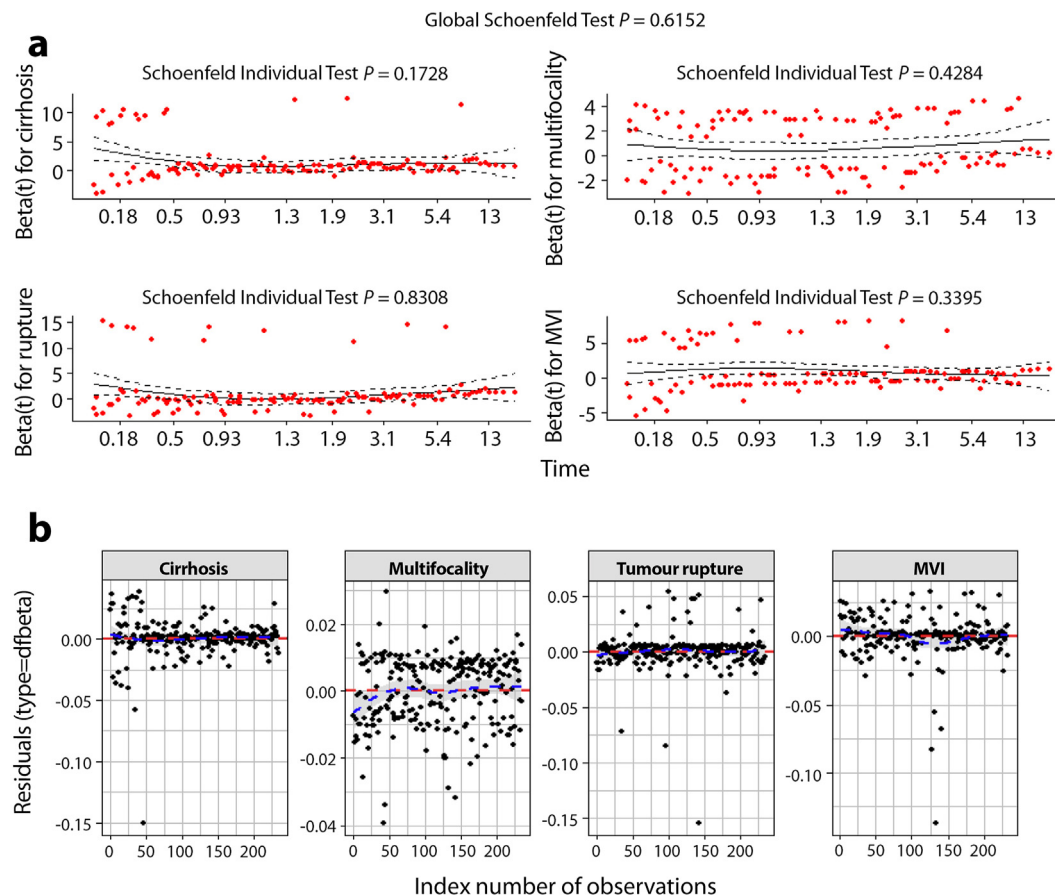 Global Schoenfeld Test P = 0.6152
a
Schoenfeld Individual Test P = 0.1728
Beta(t) for cirrhosis
10
5
0
0.18 0.5 0.93 1.3 1.9 3.1 5.4 13
Schoenfeld Individual Test P = 0.4284
Beta(t) for multifocality
4
2
0
-2
0.18 0.5 0.93 1.3 1.9 3.1 5.4 13
Schoenfeld Individual Test P = 0.8308
Beta(t) for rupture
15
10
5
0
0.18 0.5 0.93 1.3 1.9 3.1 5.4 13
Schoenfeld Individual Test P = 0.3395
Beta(t) for MVI
5
0
-5
0.18 0.5 0.93 1.3 1.9 3.1 5.4 13
Time
b
Residuals (type=dfbeta)
Cirrhosis
0.00
-0.05
-0.10
-0.15
0 50 100 150 200
Multifocality
0.02
0.00
-0.02
-0.04
0 50 100 150 200
Tumour rupture
0.05
0.00
-0.05
-0.10
-0.15
0 50 100 150 200
MVI
0.00
-0.05
-0.10
0 50 100 150 200
Index number of observations